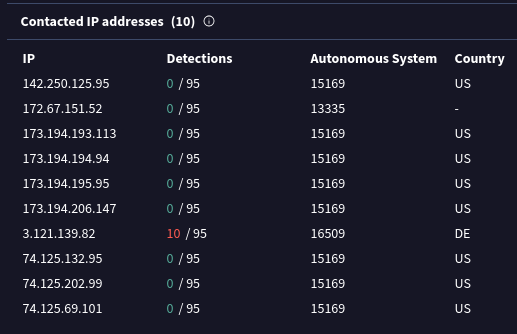 Contacted IP addresses (10)
IP Detections Autonomous System Country
142.250.125.95 0 / 95 15169 US
172.67.151.52 0 / 95 13335 -
173.194.193.113 0 / 95 15169 US
173.194.194.94 0 / 95 15169 US
173.194.195.95 0 / 95 15169 US
173.194.206.147 0 / 95 15169 US
3.121.139.82 10 / 95 16509 DE
74.125.132.95 0 / 95 15169 US
74.125.202.99 0 / 95 15169 US
74.125.69.101 0 / 95 15169 US